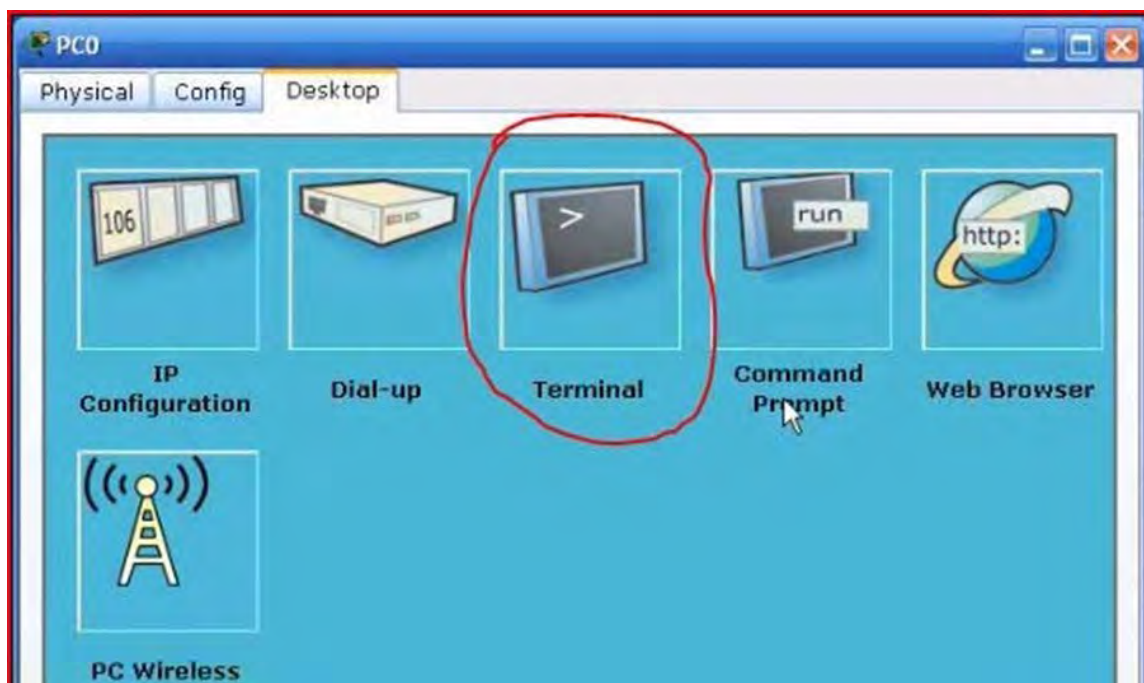 PC0
Physical Config Desktop
106
>
run
http:
IP
Configuration
Dial-up
Terminal
Command
Prompt
Web Browser
PC Wireless